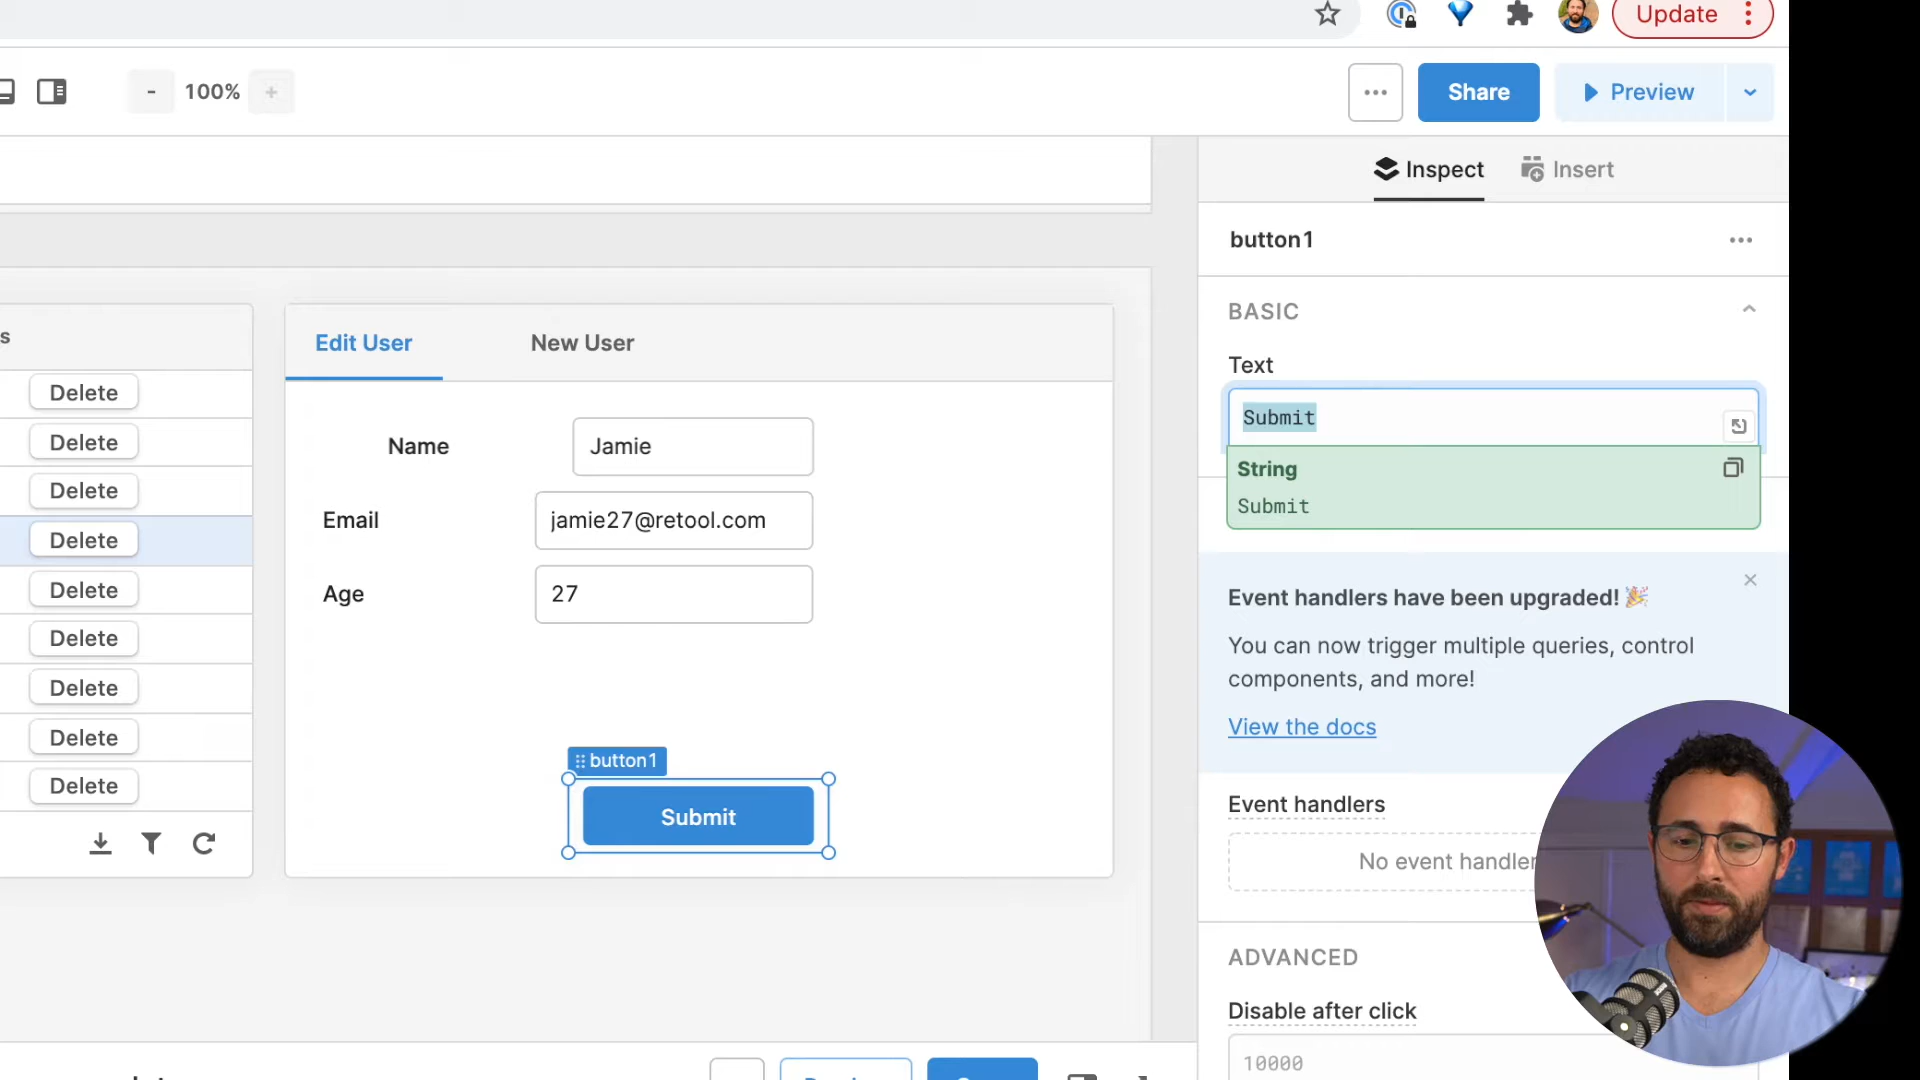 Update
- 100% +
Share
Preview
Inspect
Insert
button1
BASIC
Text
Submit
String
Submit
Event handlers have been upgraded! 🎉
You can now trigger multiple queries, control
components, and more!
View the docs
Event handlers
No event handler
ADVANCED
Disable after click
10000
s
Delete
Delete
Delete
Delete
Delete
Delete
Delete
Delete
Delete
Edit User
New User
Name
Jamie
Email
jamie27@retool.com
Age
27
button1
Submit